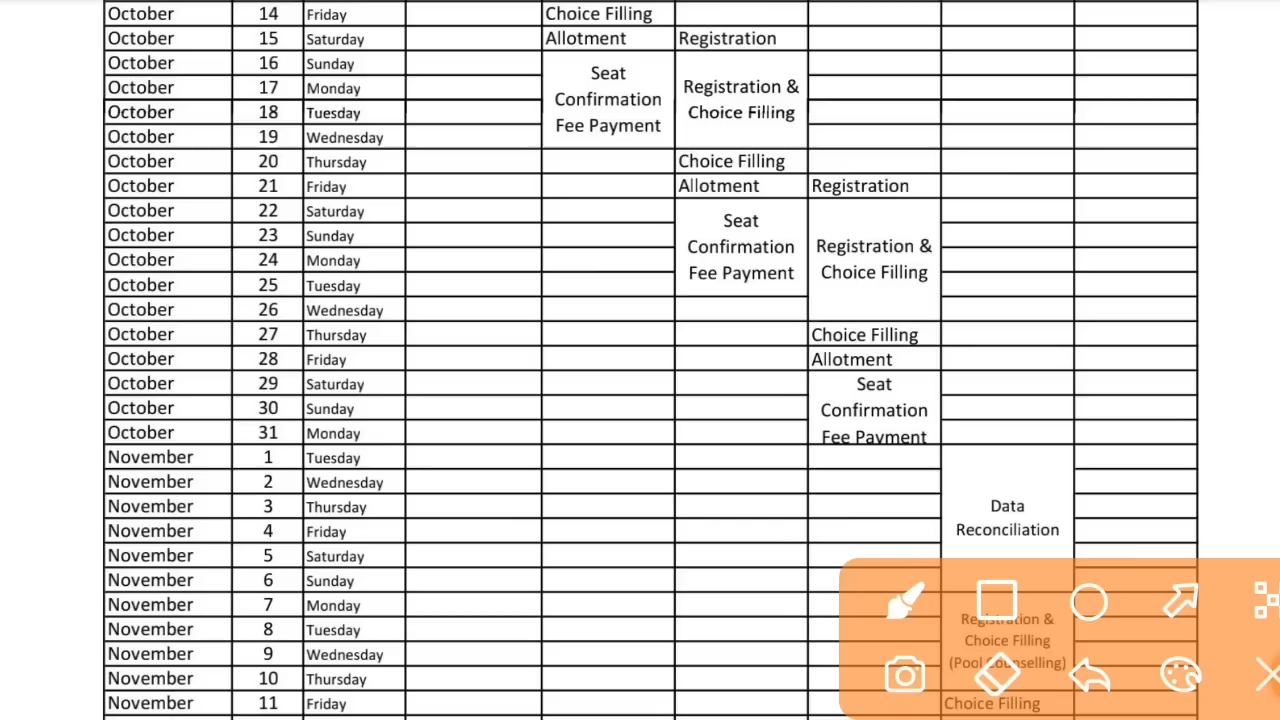 October 14 Friday Choice Filling
October 15 Saturday Allotment Registration
October 16 Sunday Seat Confirmation Fee Payment Registration & Choice Filling
October 17 Monday
October 18 Tuesday
October 19 Wednesday
October 20 Thursday Choice Filling
October 21 Friday Allotment Registration
October 22 Saturday Seat Confirmation Fee Payment Registration & Choice Filling
October 23 Sunday
October 24 Monday
October 25 Tuesday
October 26 Wednesday
October 27 Thursday Choice Filling
October 28 Friday Allotment
October 29 Saturday Seat Confirmation Fee Payment
October 30 Sunday
October 31 Monday
November 1 Tuesday Data Reconciliation
November 2 Wednesday
November 3 Thursday
November 4 Friday
November 5 Saturday
November 6 Sunday
November 7 Monday Registration & Choice Filling (Pool Counselling)
November 8 Tuesday
November 9 Wednesday
November 10 Thursday
November 11 Friday Choice Filling